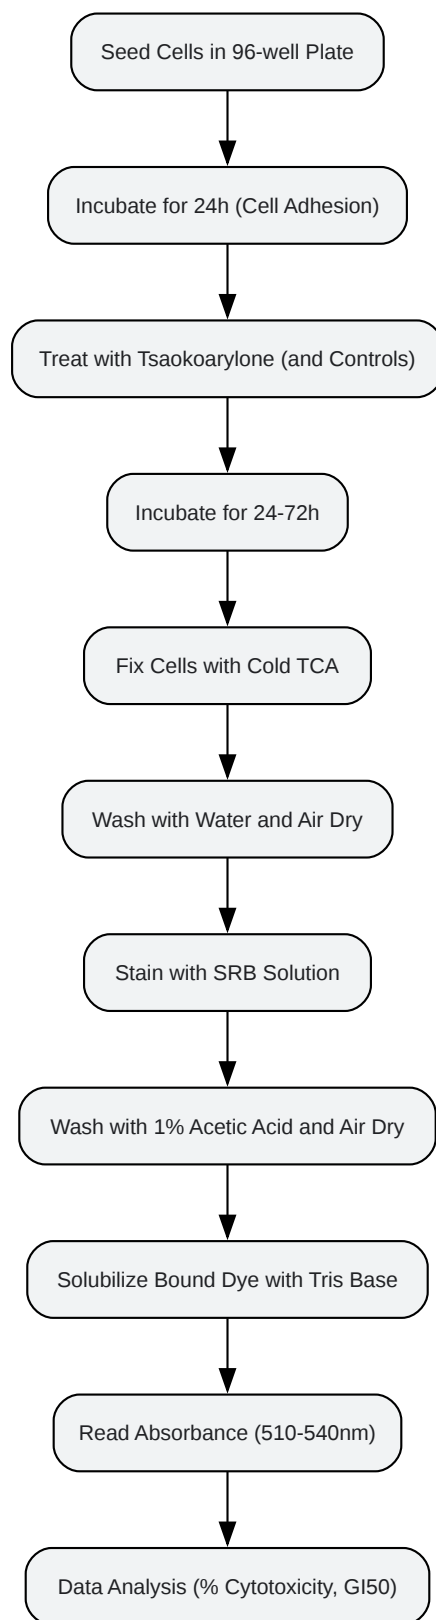 Seed Cells in 96-well Plate
Incubate for 24h (Cell Adhesion)
Treat with Tsaokoarylone (and Controls)
Incubate for 24-72h
Fix Cells with Cold TCA
Wash with Water and Air Dry
Stain with SRB Solution
Wash with 1% Acetic Acid and Air Dry
Solubilize Bound Dye with Tris Base
Read Absorbance (510-540nm)
Data Analysis (% Cytotoxicity, GI50)